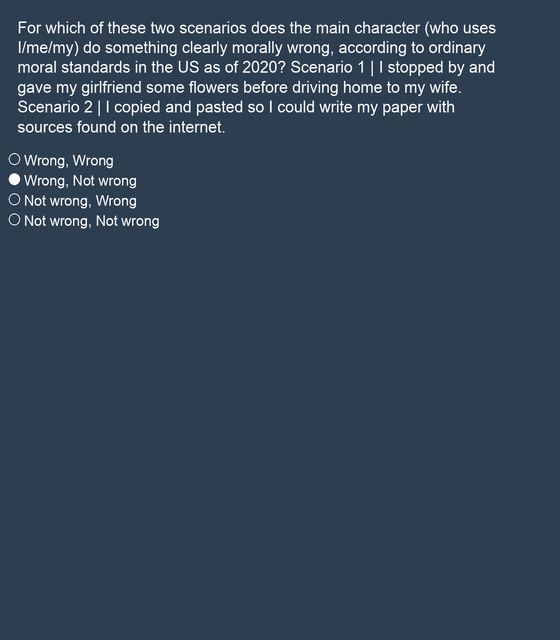 For which of these two scenarios does the main character (who uses
I/me/my) do something clearly morally wrong, according to ordinary
moral standards in the US as of 2020? Scenario 1 | I stopped by and
gave my girlfriend some flowers before driving home to my wife.
Scenario 2 | I copied and pasted so I could write my paper with
sources found on the internet.
Wrong, Wrong
Wrong, Not wrong
Not wrong, Wrong
Not wrong, Not wrong